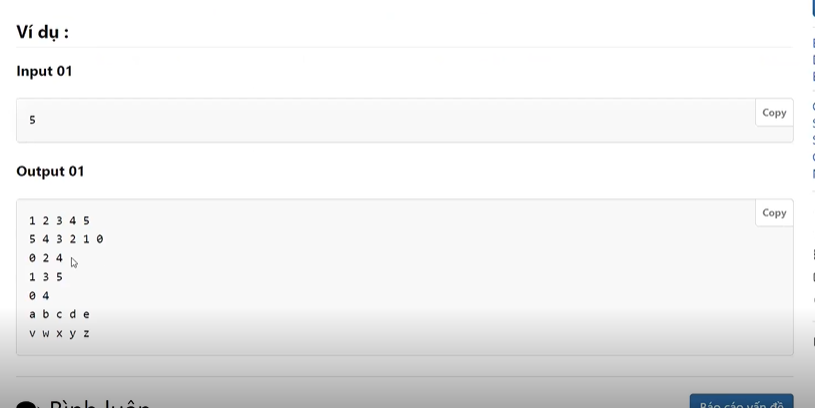 Ví dụ :
Input 01
Copy
5
Output 01
Copy
1 2 3 4 5
5 4 3 2 1 0
0 2 4
1 3 5
0 4
a b c d e
v w x y z
Bình luận
Báo cáo vấn đề